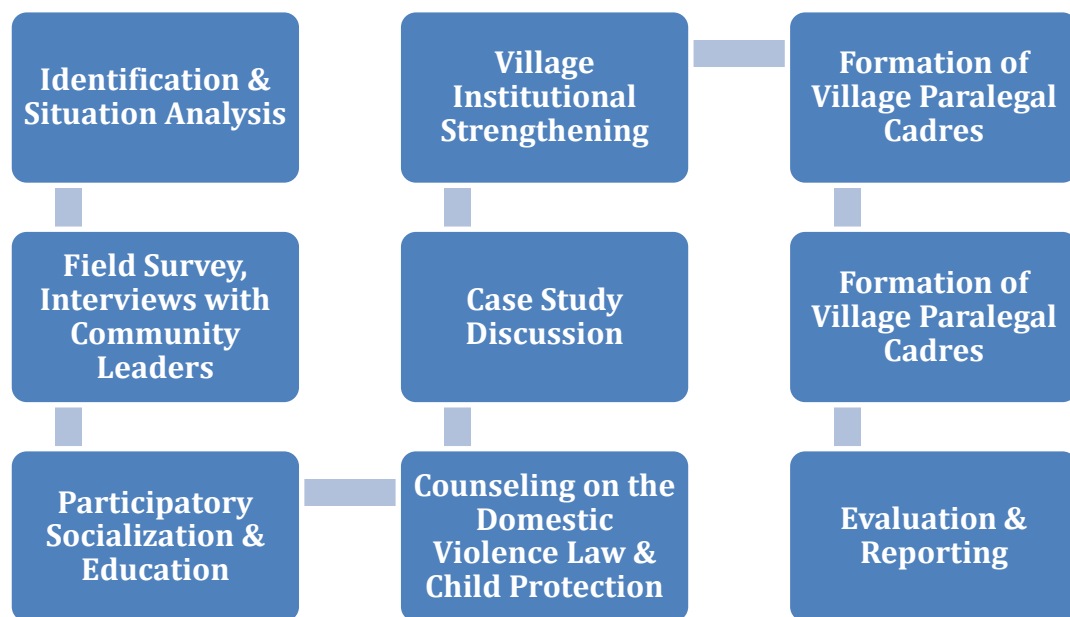 Identification &
Situation Analysis
Field Survey,
Interviews with
Community
Leaders
Participatory
Socialization &
Education
Counseling on the
Domestic
Violence Law &
Child Protection
Case Study
Discussion
Village
Institutional
Strengthening
Formation of
Village Paralegal
Cadres
Formation of
Village Paralegal
Cadres
Evaluation &
Reporting